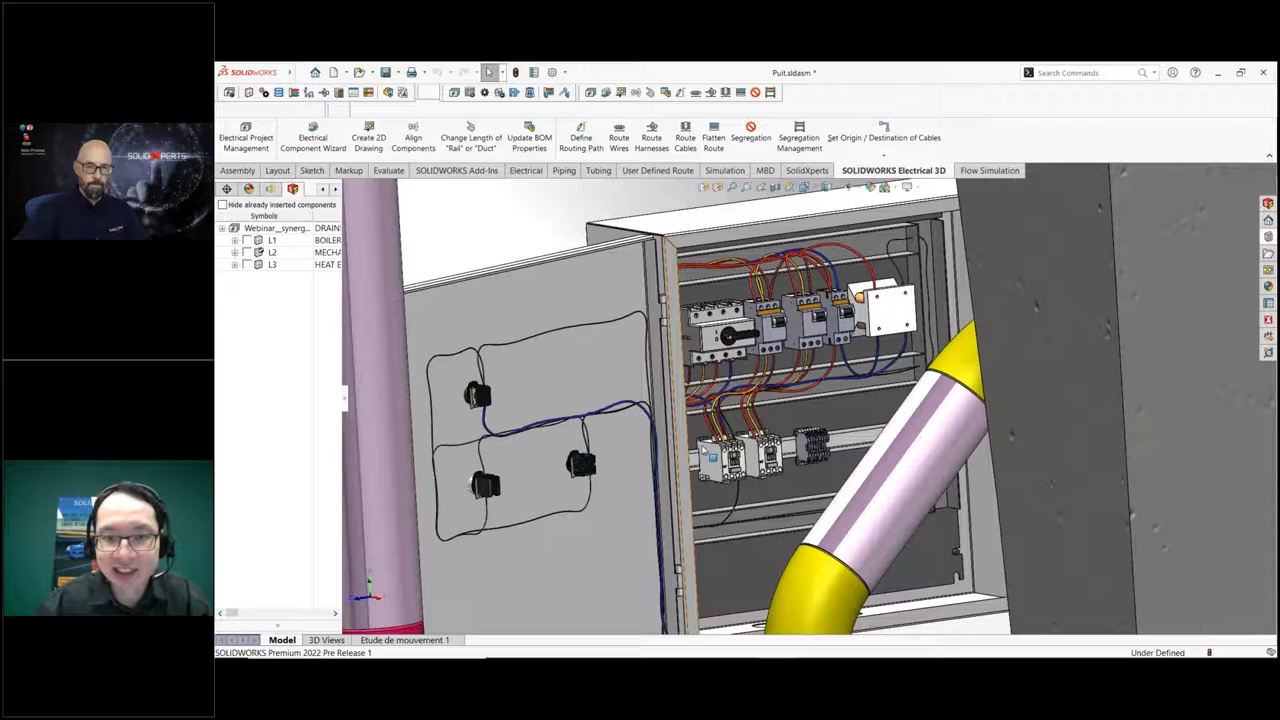 SOLIDXPERTS
SOLIDWORKS
Puit.sldasm *
Search Commands
Electrical Project Management
Electrical Component Wizard
Create 2D Drawing
Align Components
Change Length of "Rail" or "Duct"
Update BOM Properties
Define Routing Path
Route Wires
Route Harnesses
Route Cables
Flatten Route
Segregation
Segregation Management
Set Origin / Destination of Cables
Assembly
Layout
Sketch
Markup
Evaluate
SOLIDWORKS Add-Ins
Electrical
Piping
Tubing
User Defined Route
Simulation
MBD
SolidXperts
SOLIDWORKS Electrical 3D
Flow Simulation
Hide already inserted components
Symbols
Webinar_synerg... DRAIN
L1 BOILER
L2 MECHA
L3 HEAT E
Model
3D Views
Etude de mouvement 1
SOLIDWORKS Premium 2022 Pre Release 1
Under Defined